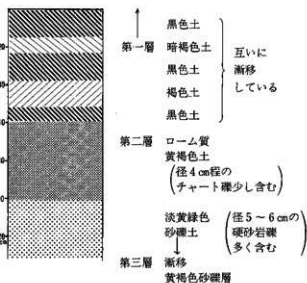 黒色土
第一層 暗褐色土 互いに
黒色土 漸移
褐色土 している
黒色土
第二層 ローム質
黄褐色土
(径4cm程の
チャート礫少し含む)
淡黄緑色 (径5～6cmの
砂礫土 硬砂岩礫
多く含む)
第三層 漸移
黄褐色砂礫層